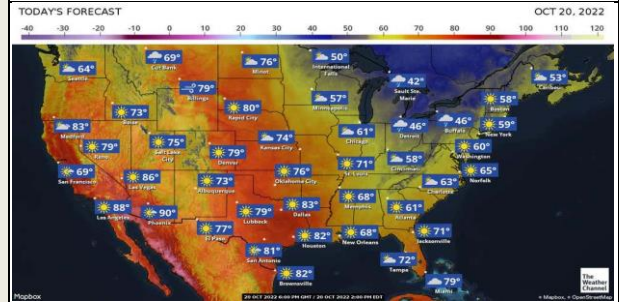 TODAY'S FORECAST
OCT 20, 2022
-40 -30 -20 -10 0 10 20 30 40 50 60 70 80 90 100 110 120
69°
Cut Bank
76°
Minot
50°
International Falls
64°
Seattle
79°
Billings
42°
Sault Ste. Marie
53°
Caribou
57°
Minneapolis
58°
Boston
80°
Rapid City
73°
Boise
46°
Detroit
46°
Buffalo
59°
New York
83°
Medford
61°
Chicago
74°
Kansas City
75°
Salt Lake City
79°
Reno
79°
Denver
60°
Washington
58°
Cincinnati
71°
St. Louis
69°
San Francisco
86°
Las Vegas
73°
Albuquerque
76°
Oklahoma City
65°
Norfolk
63°
Charlotte
68°
Memphis
61°
Atlanta
88°
Los Angeles
90°
Phoenix
79°
Lubbock
83°
Dallas
77°
El Paso
82°
Houston
68°
New Orleans
71°
Jacksonville
81°
San Antonio
72°
Tampa
82°
Brownsville
79°
Miami
The
Weather
Channel
Mapbox
20 OCT 2022 6:00 PM GMT / 20 OCT 2022 2:00 PM EDT
© Mapbox, © OpenStreetMap